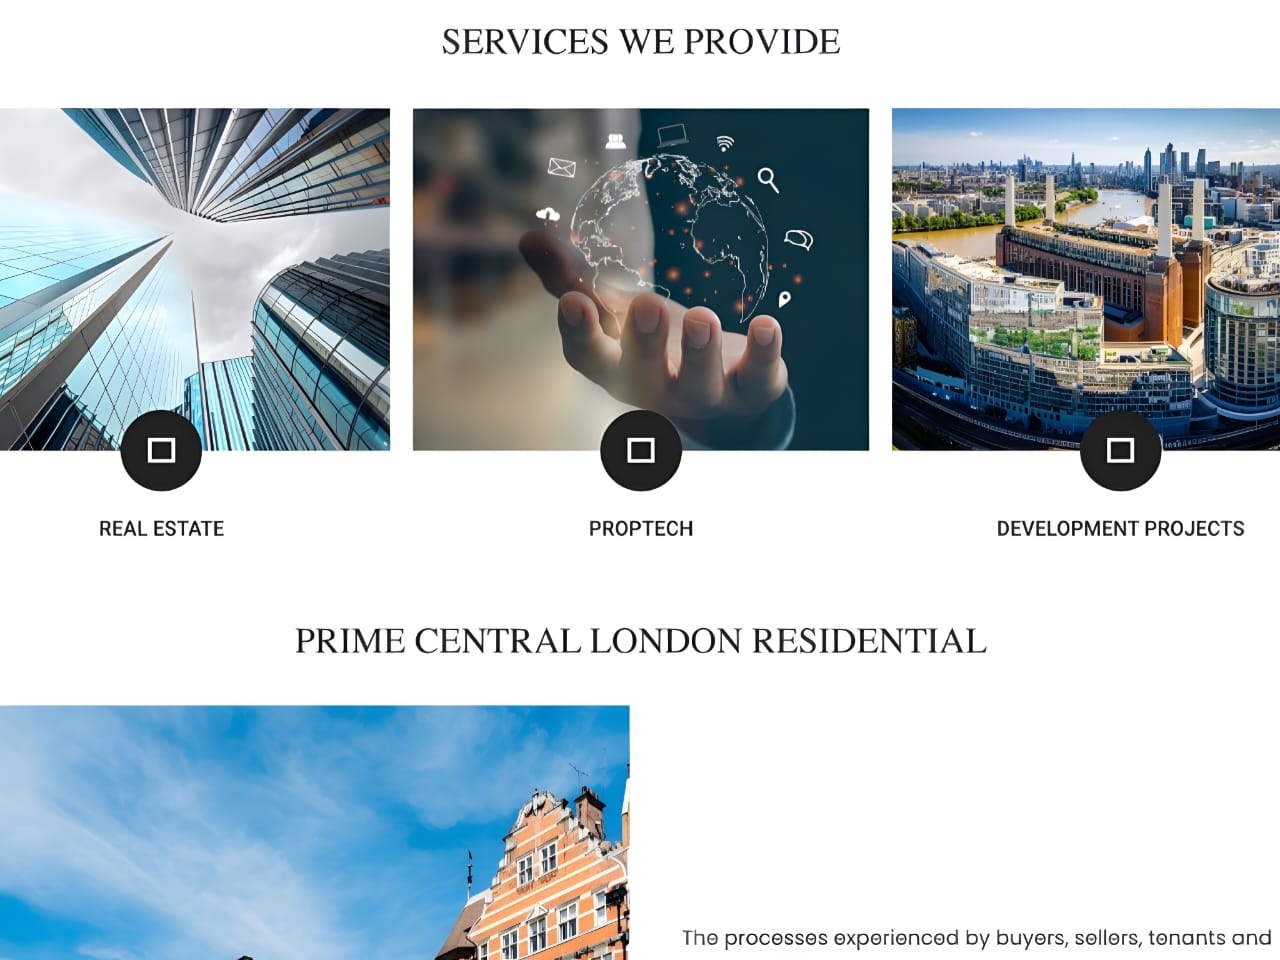 SERVICES WE PROVIDE
REAL ESTATE
PROPTECH
DEVELOPMENT PROJECTS
PRIME CENTRAL LONDON RESIDENTIAL
The processes experienced by buyers, sellers, tenants and